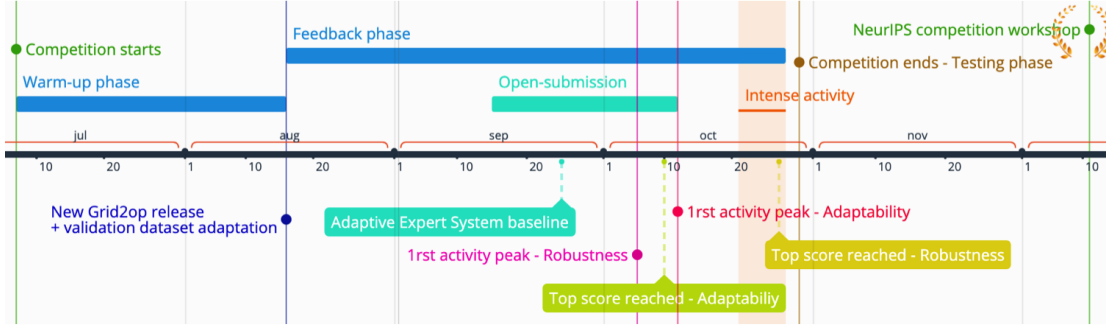 NeurIPS competition workshop
Feedback phase
Competition starts
Competition ends - Testing phase
Warm-up phase
Open-submission
Intense activity
jul
aug
sep
oct
nov
10
20
1
10
20
1
10
20
1
10
20
1
10
20
1
10
New Grid2op release
+ validation dataset adaptation
Adaptive Expert System baseline
1rst activity peak - Adaptability
1rst activity peak - Robustness
Top score reached - Robustness
Top score reached - Adaptabiliy